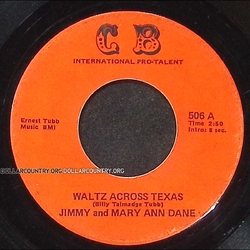 CB
INTERNATIONAL PRO-TALENT
Ernest Tubb
Music BMI
506 A
Time: 2:50
Intro: 8 sec.
DOLLARCOUNTRY.ORG
WALTZ ACROSS TEXAS
(Billy Talmadge Tubb)
JIMMY and MARY ANN DANE